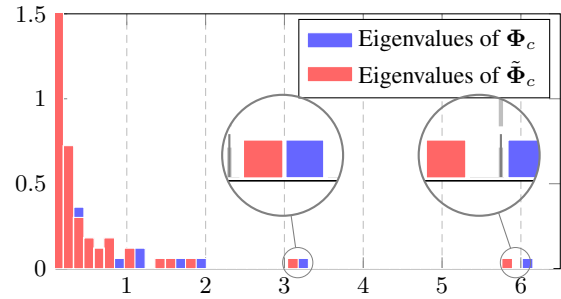 1.5
Eigenvalues of Φ_c
Eigenvalues of Φ̃_c
1
0.5
0
1 2 3 4 5 6